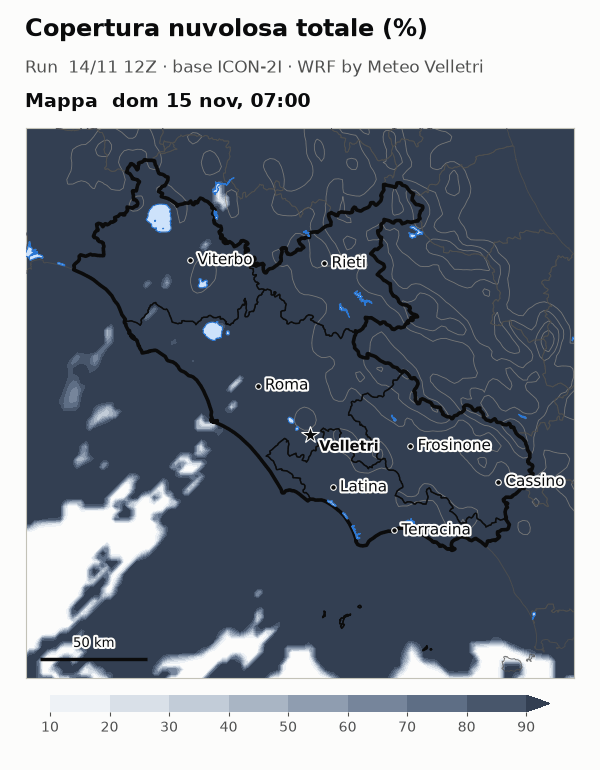 Copertura nuvolosa totale (%)
Run  14/11 12Z · base ICON-2I · WRF by Meteo Velletri
Mappa  dom 15 nov, 07:00
Viterbo
Rieti
Roma
Velletri
Frosinone
Cassino
Latina
Terracina
50 km
10 20 30 40 50 60 70 80 90